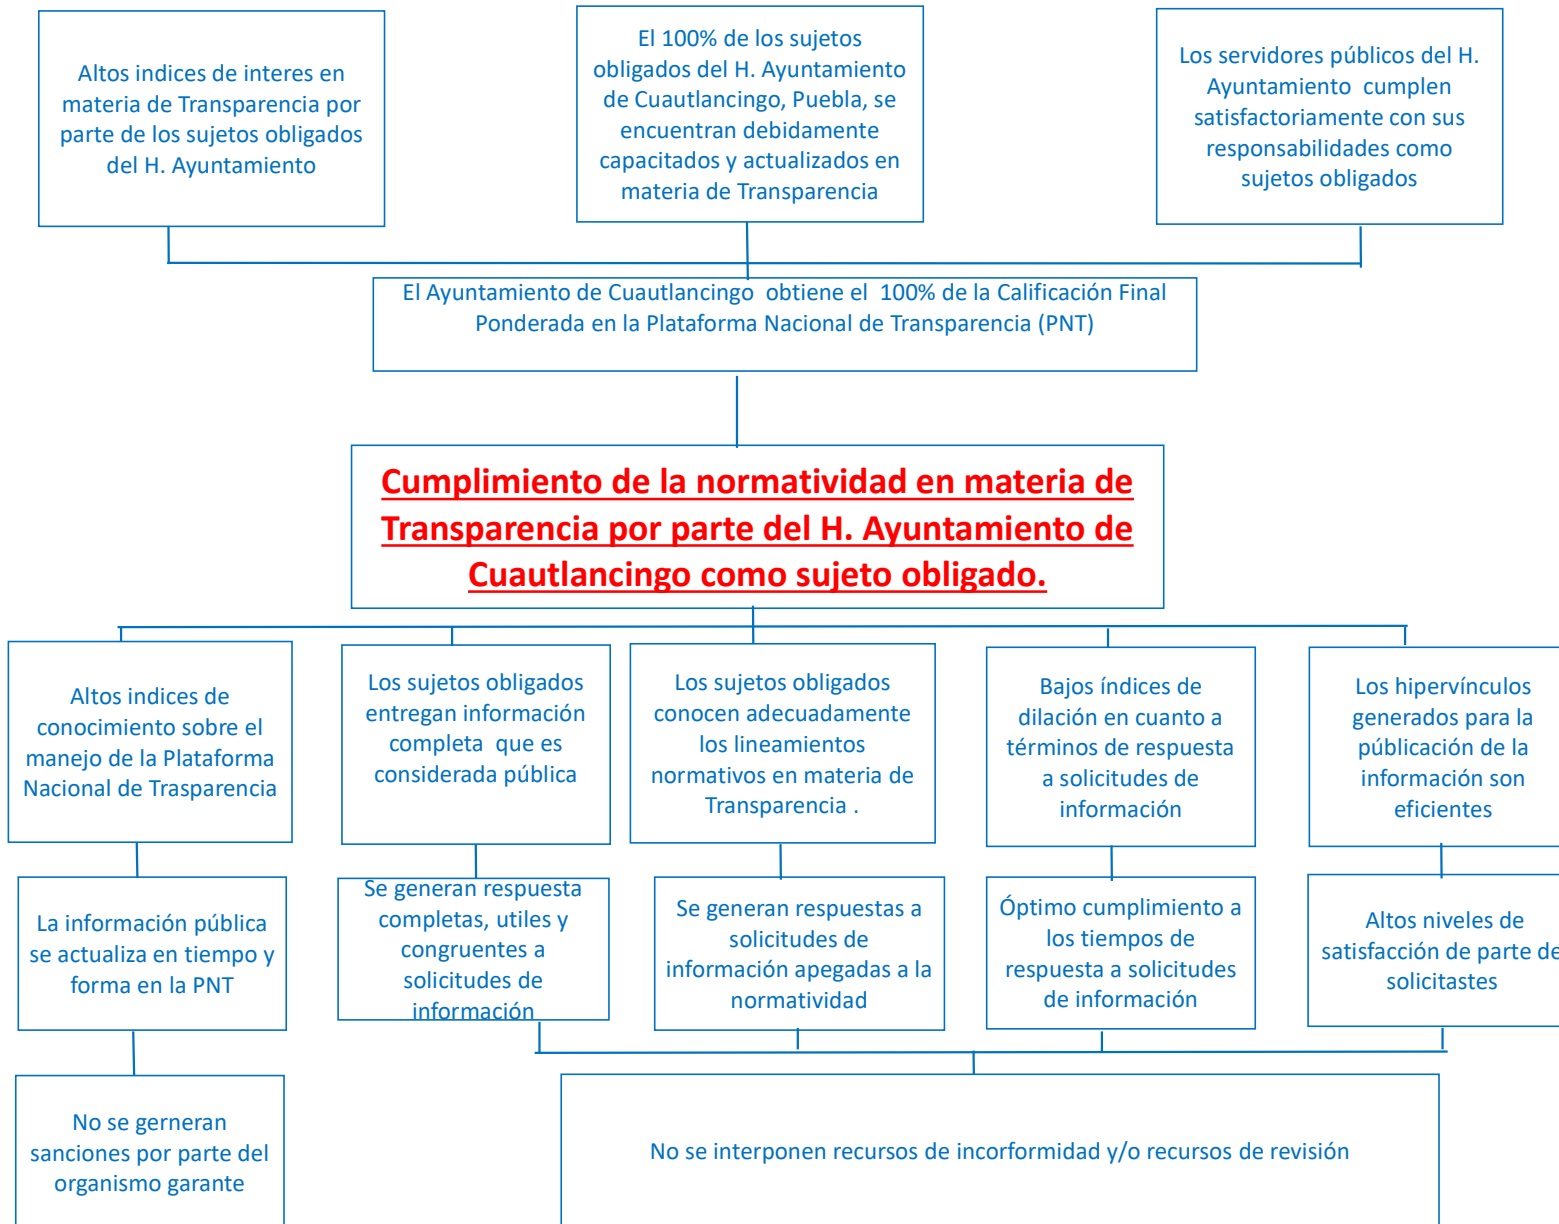 Altos indices de interes en
materia de Transparencia por
parte de los sujetos obligados
del H. Ayuntamiento
El 100% de los sujetos
obligados del H. Ayuntamiento
de Cuautlancingo, Puebla, se
encuentran debidamente
capacitados y actualizados en
materia de Transparencia
Los servidores públicos del H.
Ayuntamiento cumplen
satisfactoriamente con sus
responsabilidades como
sujetos obligados
El Ayuntamiento de Cuautlancingo obtiene el 100% de la Calificación Final
Ponderada en la Plataforma Nacional de Transparencia (PNT)
Cumplimiento de la normatividad en materia de
Transparencia por parte del H. Ayuntamiento de
Cuautlancingo como sujeto obligado.
Altos indices de
conocimiento sobre el
manejo de la Plataforma
Nacional de Trasparencia
Los sujetos obligados
entregan información
completa que es
considerada pública
Los sujetos obligados
conocen adecuadamente
los lineamientos
normativos en materia de
Transparencia .
Bajos índices de
dilación en cuanto a
términos de respuesta
a solicitudes de
información
Los hipervínculos
generados para la
públicación de la
información son
eficientes
La información pública
se actualiza en tiempo y
forma en la PNT
Se generan respuesta
completas, utiles y
congruentes a
solicitudes de
información
Se generan respuestas a
solicitudes de
información apegadas a la
normatividad
Óptimo cumplimiento a
los tiempos de
respuesta a solicitudes
de información
Altos niveles de
satisfacción de parte de
solicitastes
No se gerneran
sanciones por parte del
organismo garante
No se interponen recursos de incorformidad y/o recursos de revisión